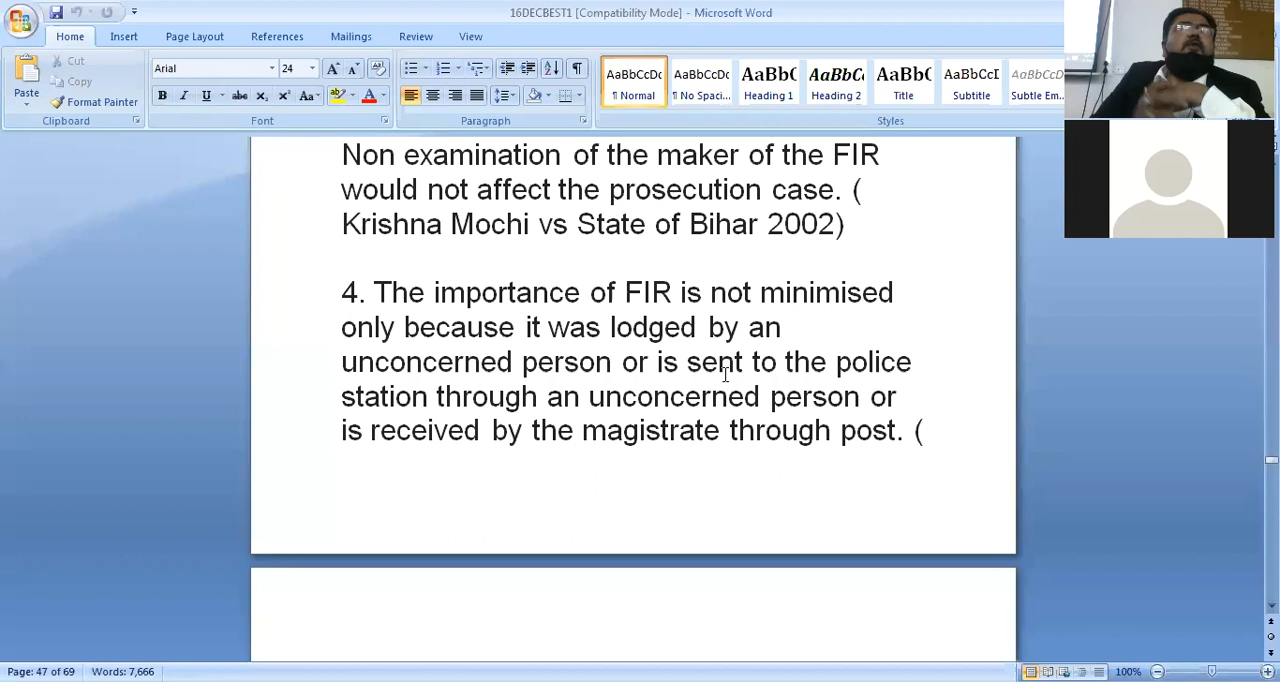 16DECBEST1 [Compatibility Mode] - Microsoft Word
Home Insert Page Layout References Mailings Review View
Paste
Cut
Copy
Format Painter
Clipboard
Arial 24
Font
Paragraph
AaBbCcDc AaBbCcDc AaBbC AaBbCc AaBbC AaBbCcI AaBbCcDc
¶ Normal ¶ No Spaci... Heading 1 Heading 2 Title Subtitle Subtle Em...
Styles
Non examination of the maker of the FIR
would not affect the prosecution case. (
Krishna Mochi vs State of Bihar 2002)
4. The importance of FIR is not minimised
only because it was lodged by an
unconcerned person or is sent to the police
station through an unconcerned person or
is received by the magistrate through post. (
Page: 47 of 69 Words: 7,666 100%